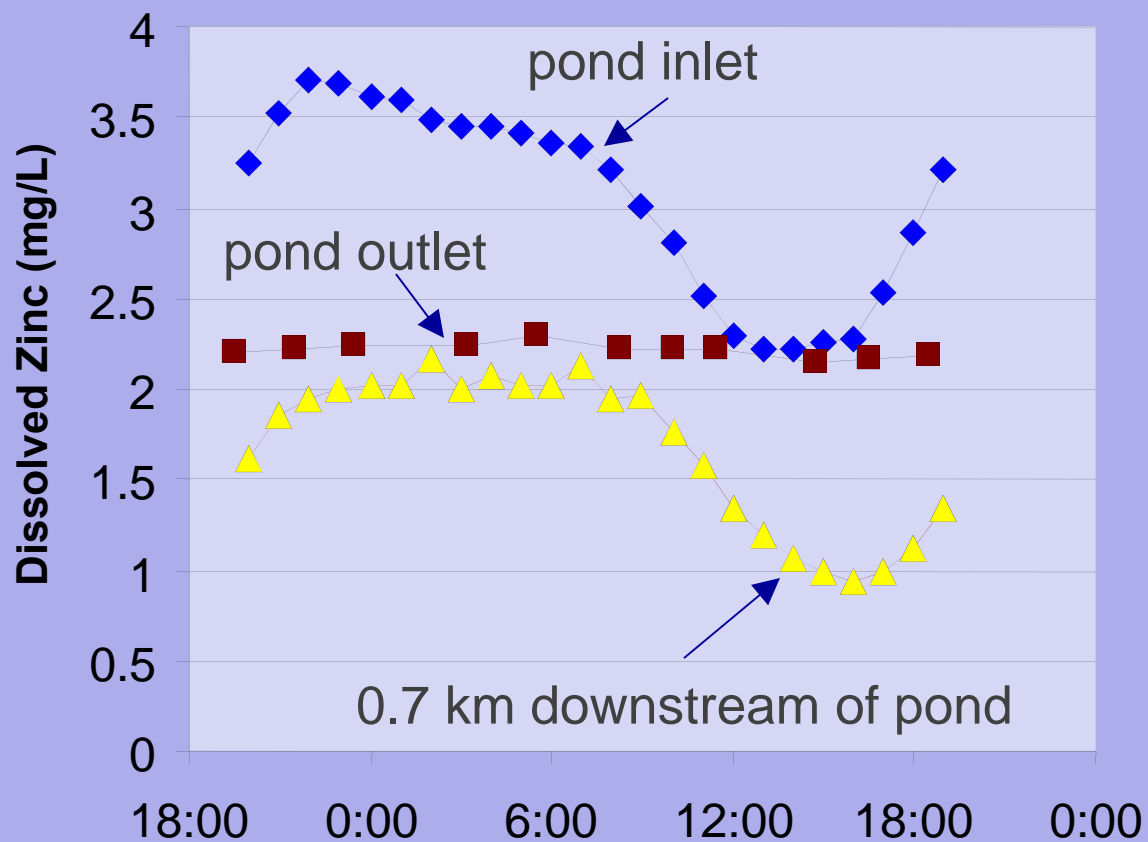 Dissolved Zinc (mg/L)
4
3.5
3
2.5
2
1.5
1
0.5
0
pond inlet
pond outlet
0.7 km downstream of pond
18:00 0:00 6:00 12:00 18:00 0:00